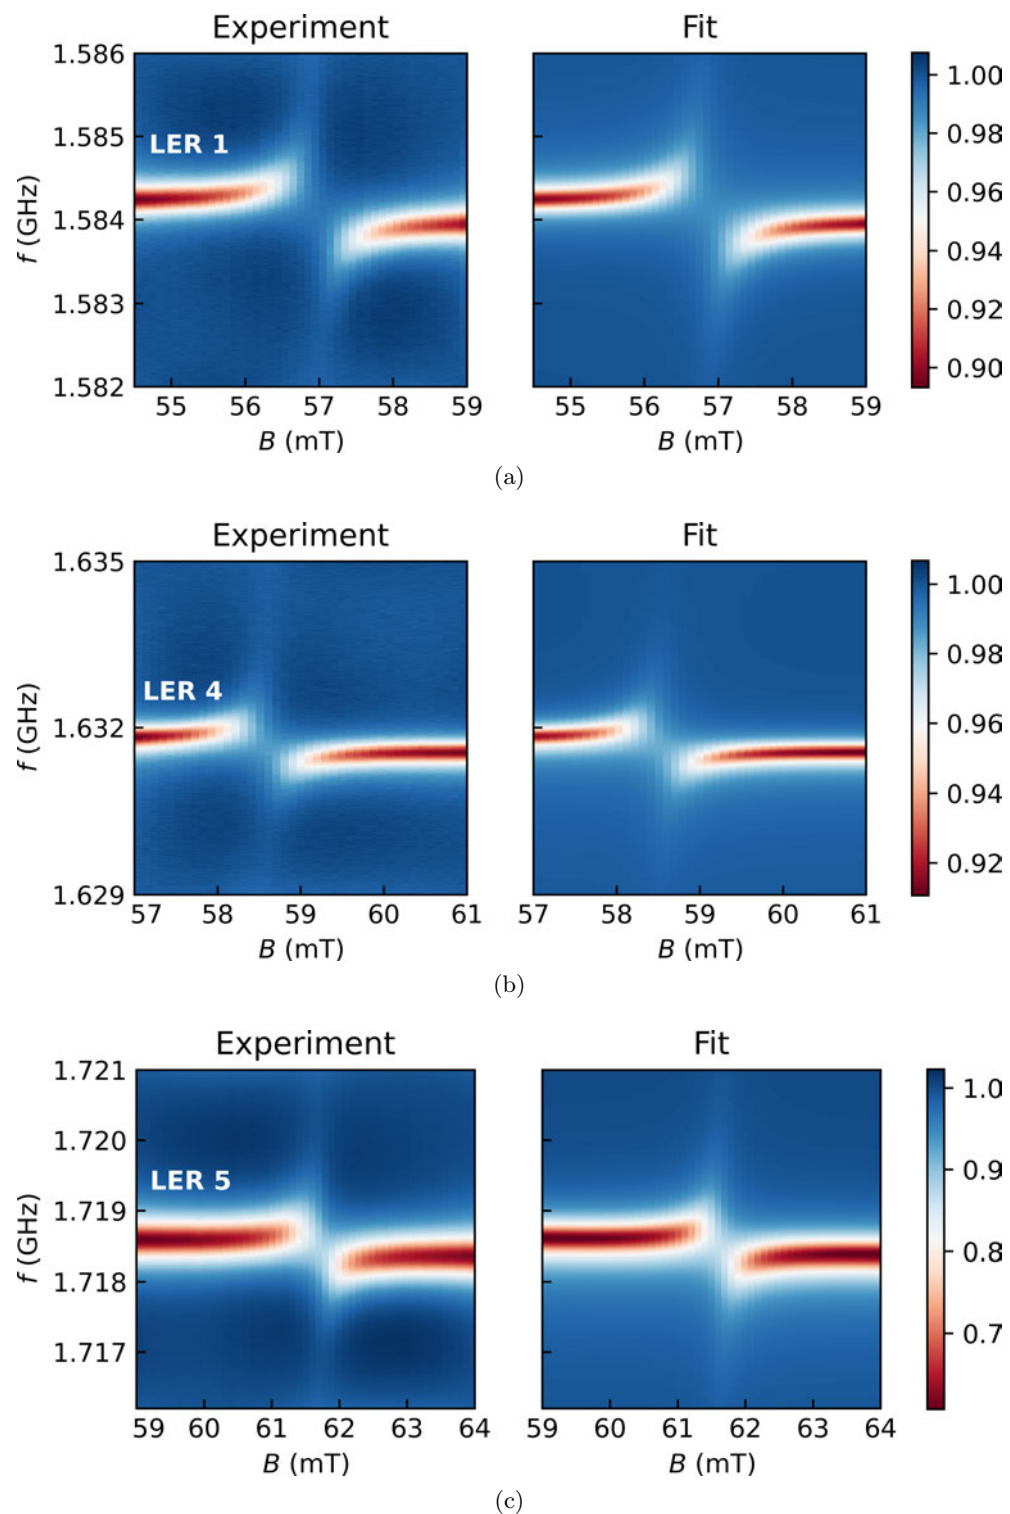 Experiment Fit
1.586
1.585
1.584
1.583
1.582
f (GHz)
LER 1
55 56 57 58 59
B (mT)
55 56 57 58 59
B (mT)
1.00
0.98
0.96
0.94
0.92
0.90
(a)
Experiment Fit
1.635
1.632
1.629
f (GHz)
LER 4
57 58 59 60 61
B (mT)
57 58 59 60 61
B (mT)
1.00
0.98
0.96
0.94
0.92
(b)
Experiment Fit
1.721
1.720
1.719
1.718
1.717
f (GHz)
LER 5
59 60 61 62 63 64
B (mT)
59 60 61 62 63 64
B (mT)
1.0
0.9
0.8
0.7
(c)